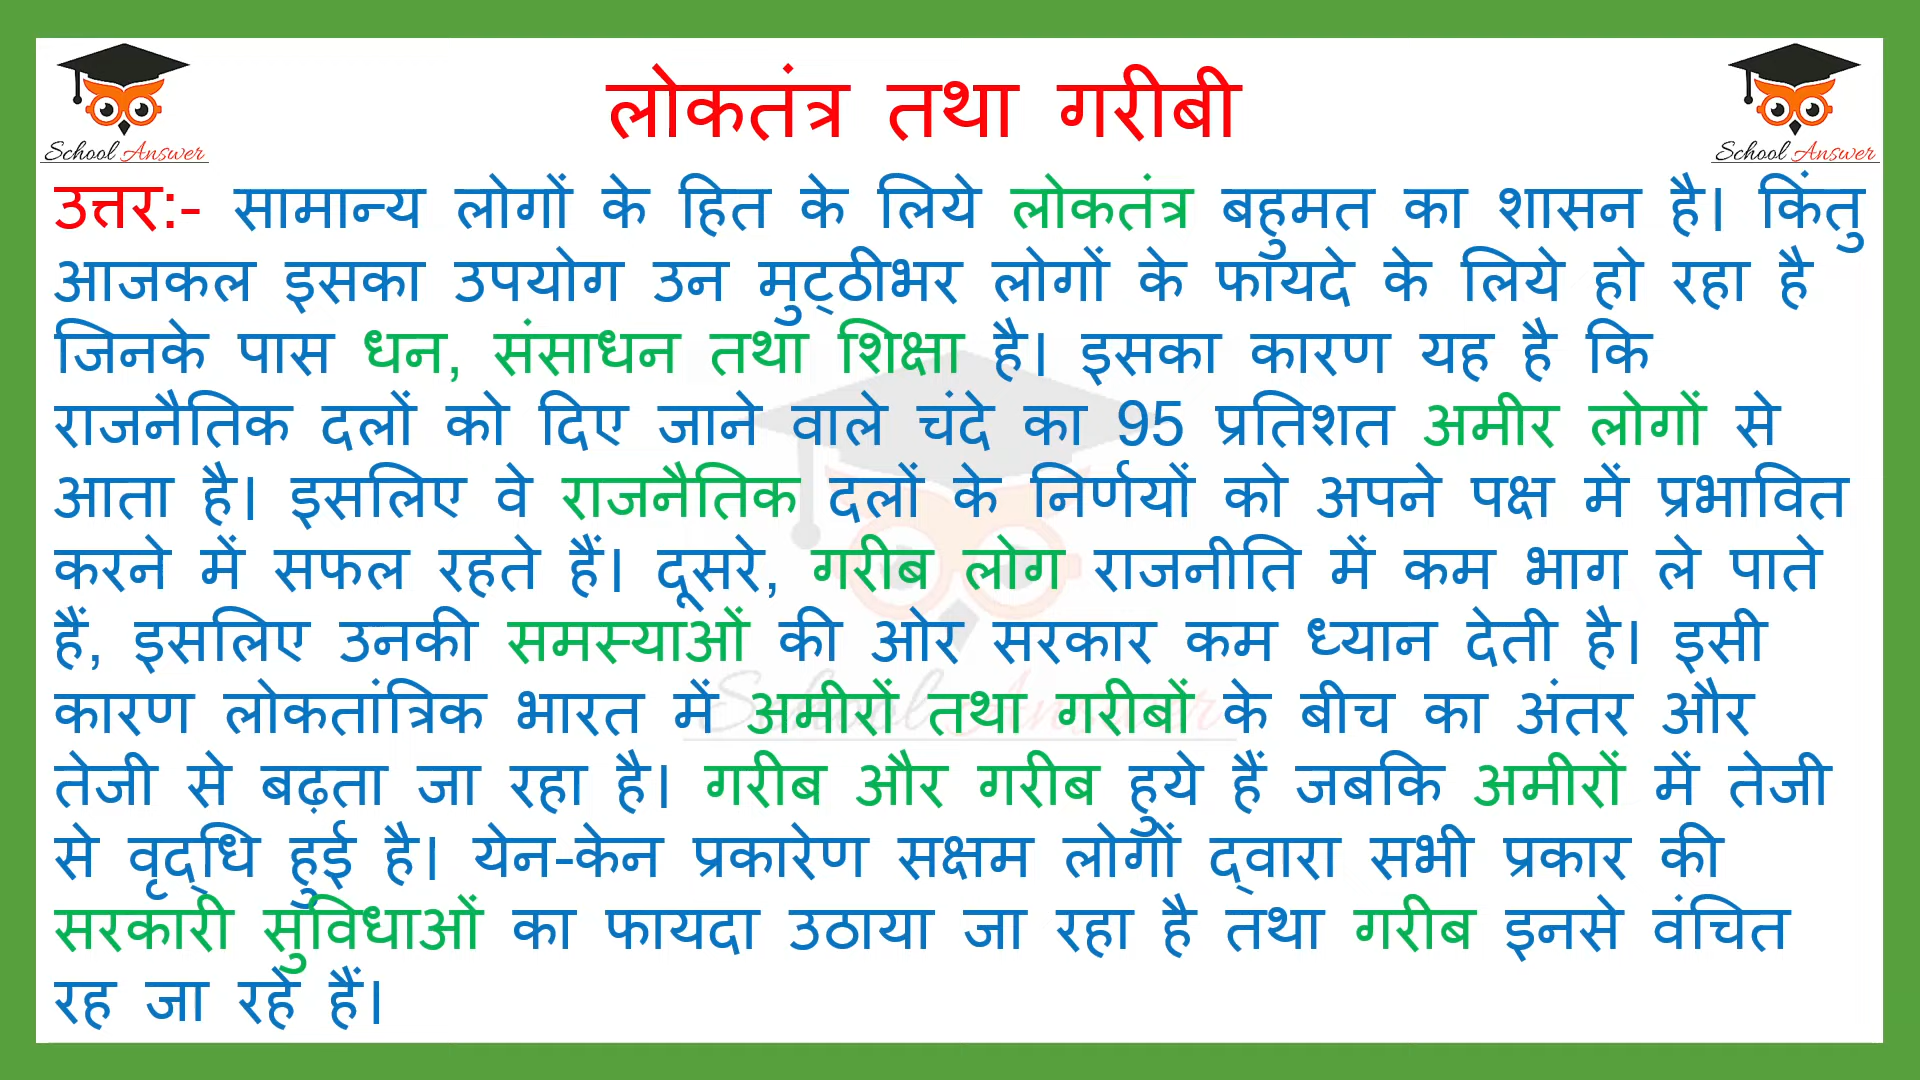 लोकतंत्र तथा गरीबी
School Answer
School Answer
उत्तर:- सामान्य लोगों के हित के लिये लोकतंत्र बहुमत का शासन है। किंतु
आजकल इसका उपयोग उन मुट्ठीभर लोगों के फायदे के लिये हो रहा है
जिनके पास धन, संसाधन तथा शिक्षा है। इसका कारण यह है कि
राजनैतिक दलों को दिए जाने वाले चंदे का 95 प्रतिशत अमीर लोगों से
आता है। इसलिए वे राजनैतिक दलों के निर्णयों को अपने पक्ष में प्रभावित
करने में सफल रहते हैं। दूसरे, गरीब लोग राजनीति में कम भाग ले पाते
हैं, इसलिए उनकी समस्याओं की ओर सरकार कम ध्यान देती है। इसी
कारण लोकतांत्रिक भारत में अमीरों तथा गरीबों के बीच का अंतर और
तेजी से बढ़ता जा रहा है। गरीब और गरीब हुये हैं जबकि अमीरों में तेजी
से वृद्धि हुई है। येन-केन प्रकारेण सक्षम लोगों द्वारा सभी प्रकार की
सरकारी सुविधाओं का फायदा उठाया जा रहा है तथा गरीब इनसे वंचित
रह जा रहे हैं।
School Answer